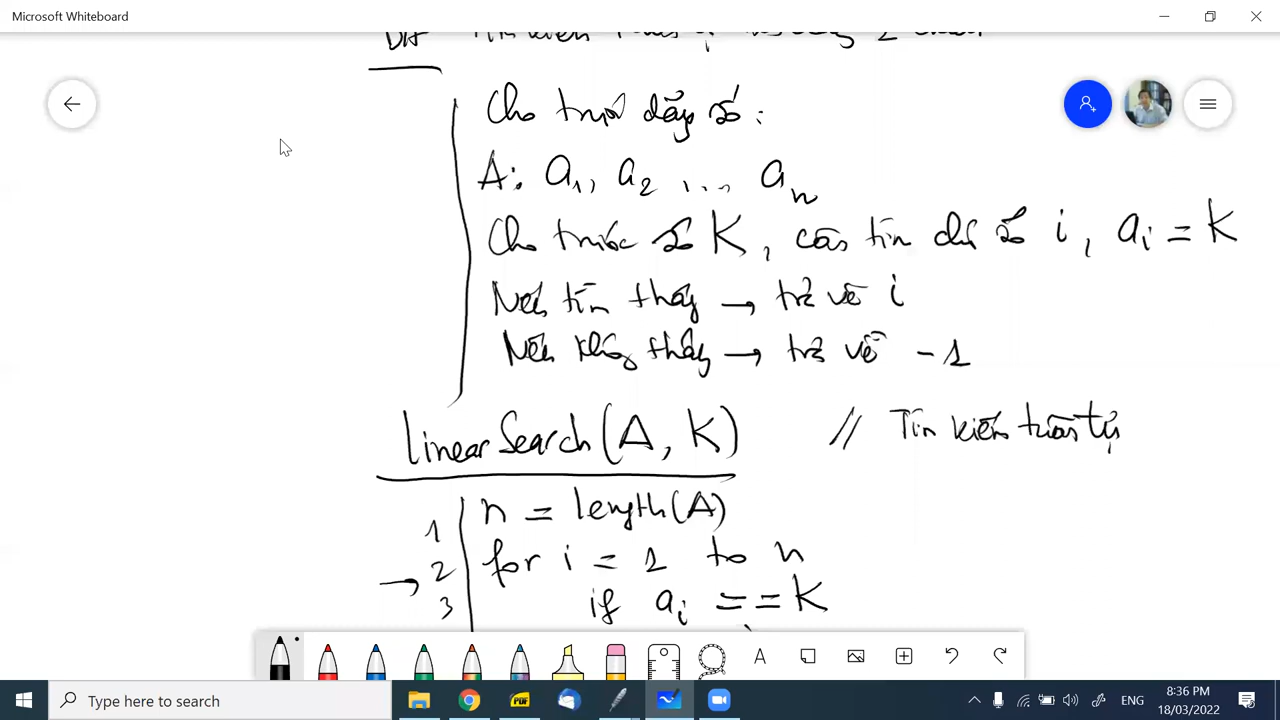 Microsoft Whiteboard
Cho trước dãy số:
A: a1, a2 ... an
Cho trước số K, cần tìm chỉ số i, ai = K
Nếu tìm thấy → trả về i
Nếu không thấy → trả về -1
linearSearch(A, K) // Tìm kiếm tuần tự
1 n = length(A)
→ 2 for i = 1 to n
3 if ai == K
A
PDF
Type here to search
ENG
8:36 PM
18/03/2022